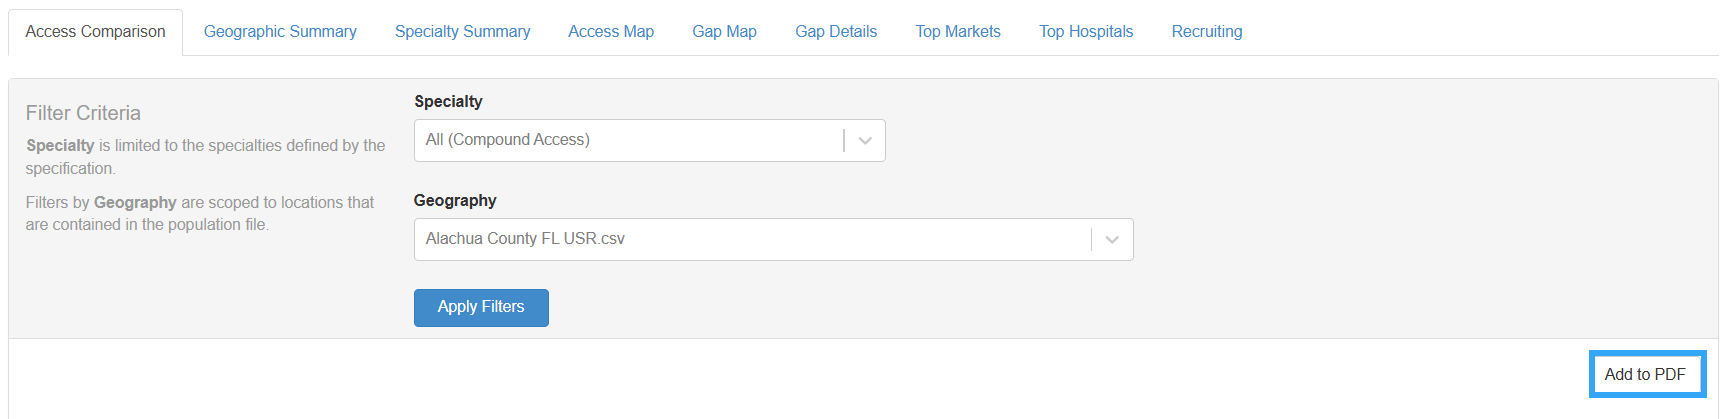 Access Comparison Geographic Summary Specialty Summary Access Map Gap Map Gap Details Top Markets Top Hospitals Recruiting
Filter Criteria
Specialty is limited to the specialties defined by the
specification.
Filters by Geography are scoped to locations that
are contained in the population file.
Specialty
All (Compound Access)
Geography
Alachua County FL USR.csv
Apply Filters
Add to PDF